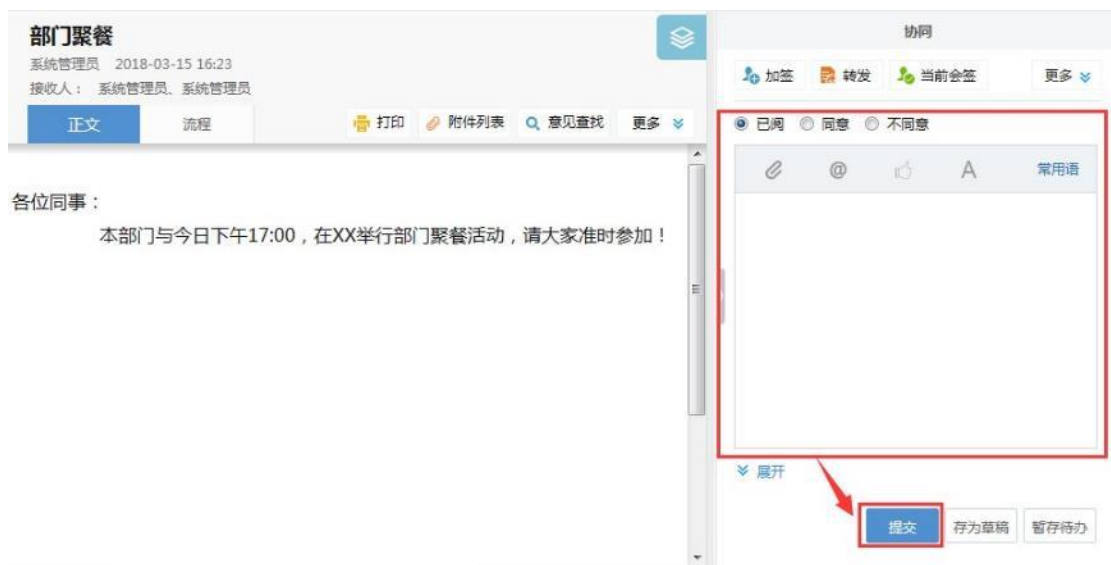 部门聚餐
系统管理员 2018-03-15 16:23
接收人： 系统管理员、系统管理员
正文 流程 打印 附件列表 意见查找 更多
各位同事：
本部门与今日下午17:00，在XX举行部门聚餐活动，请大家准时参加！
协同
加签 转发 当前会签 更多
已阅 同意 不同意
@ A 常用语
展开
提交 存为草稿 暂存待办